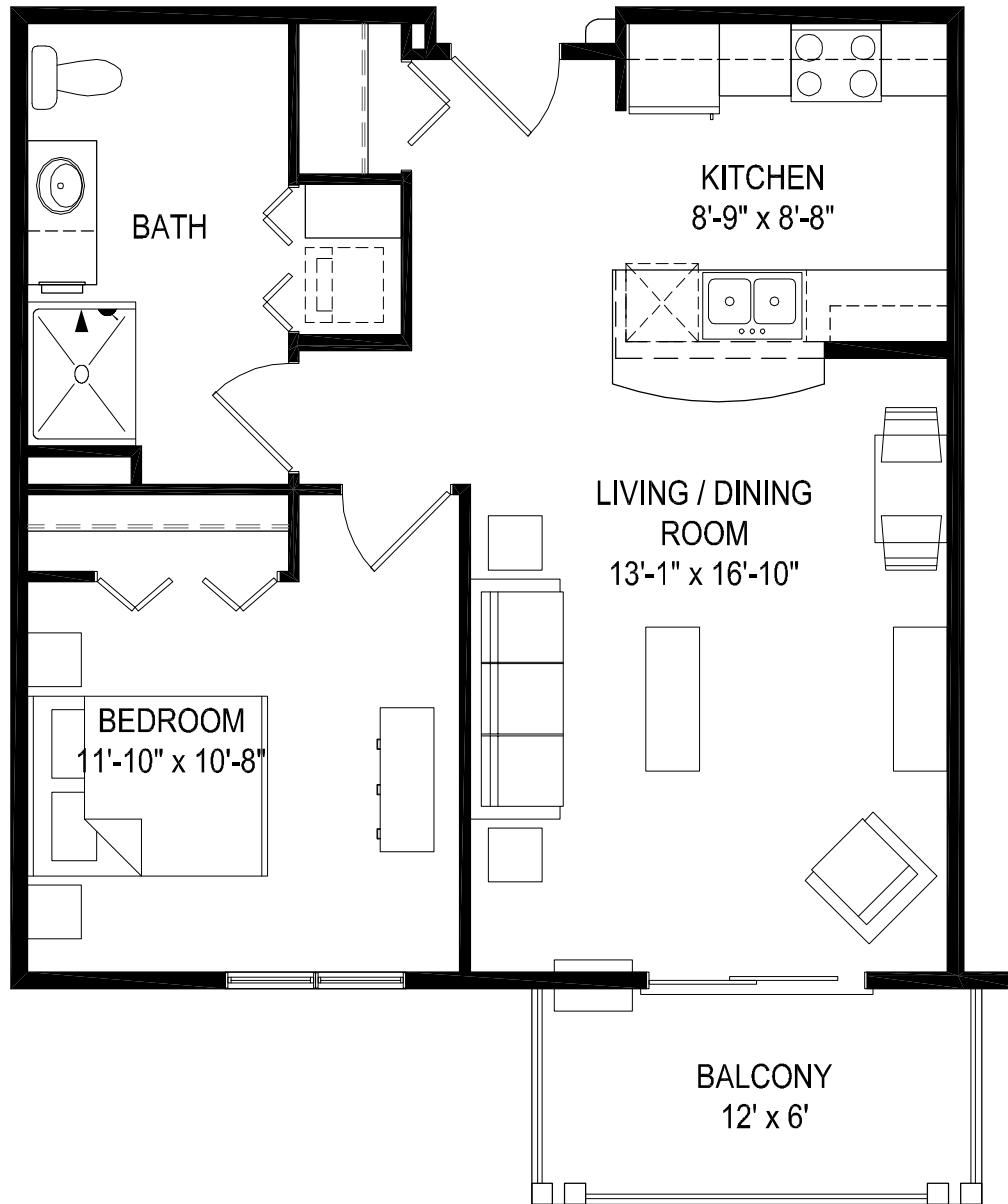 KITCHEN
8'-9" x 8'-8"
BATH
LIVING / DINING
ROOM
13'-1" x 16'-10"
BEDROOM
11'-10" x 10'-8"
BALCONY
12' x 6'